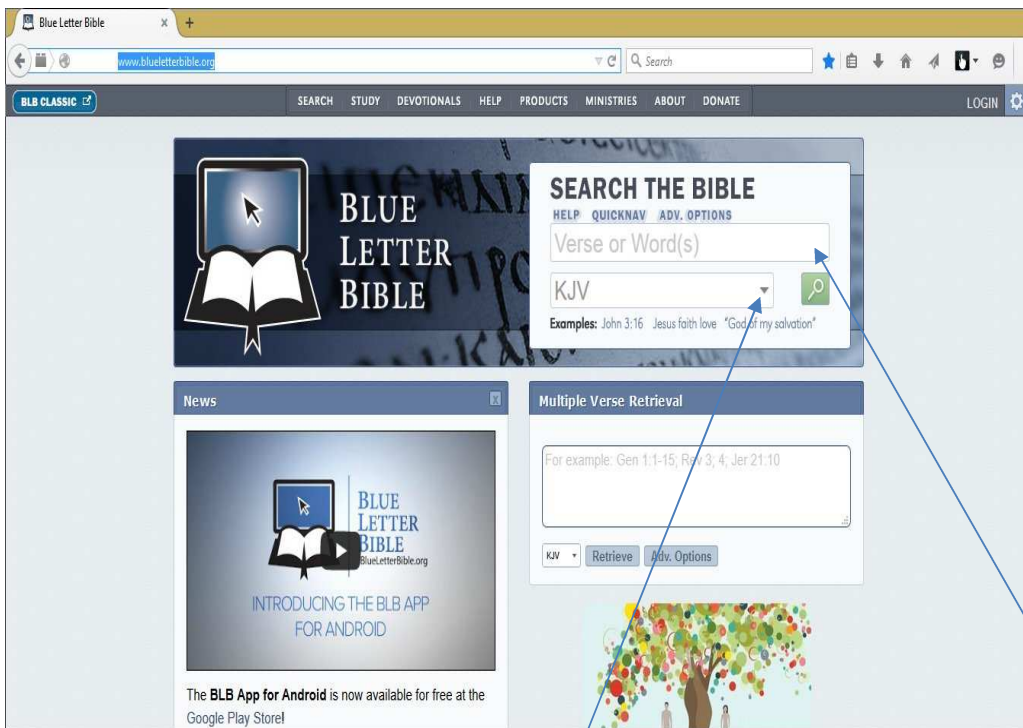 Blue Letter Bible
www.blueletterbible.org
Search
BLB CLASSIC
SEARCH STUDY DEVOTIONALS HELP PRODUCTS MINISTRIES ABOUT DONATE
LOGIN
BLUE
LETTER
BIBLE
SEARCH THE BIBLE
HELP QUICKNAV ADV. OPTIONS
Verse or Word(s)
KJV
Examples: John 3:16 Jesus faith love "God of my salvation"
News
BLUE
LETTER
BIBLE
BlueLetterBible.org
INTRODUCING THE BLB APP
FOR ANDROID
The BLB App for Android is now available for free at the
Google Play Store!
Multiple Verse Retrieval
For example: Gen 1:1-15; Rev 3; 4; Jer 21:10
KJV Retrieve Adv. Options